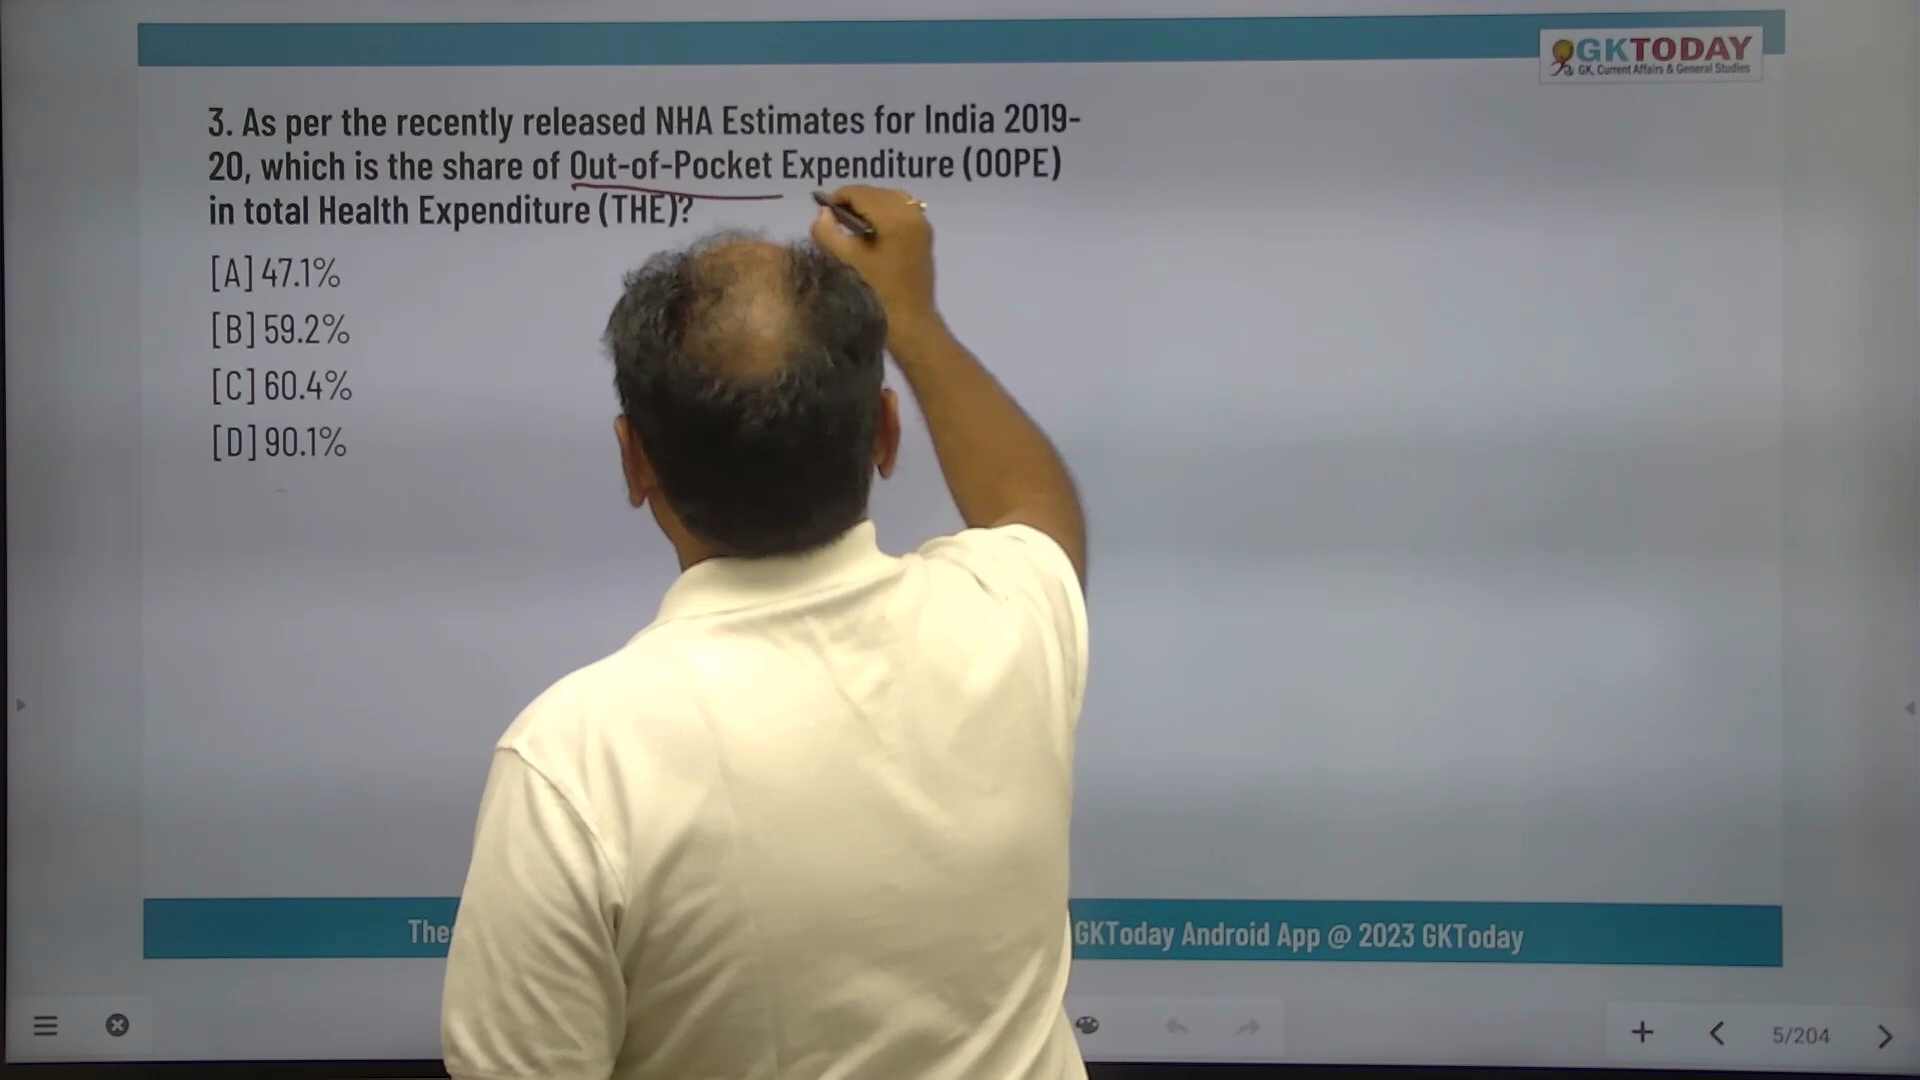 GKTODAY
GK, Current Affairs & General Studies
3. As per the recently released NHA Estimates for India 2019-
20, which is the share of Out-of-Pocket Expenditure (OOPE)
in total Health Expenditure (THE)?
[A] 47.1%
[B] 59.2%
[C] 60.4%
[D] 90.1%
GKToday Android App @ 2023 GKToday
5/204